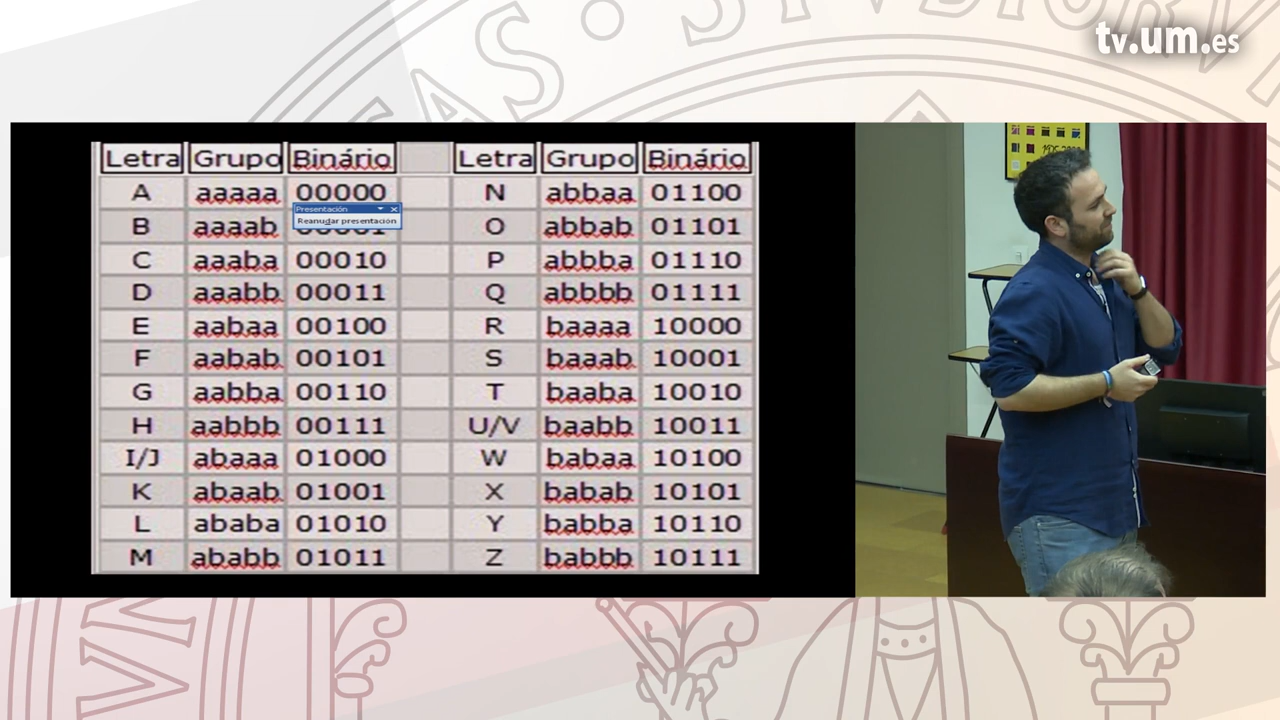 tv.um.es
Letra Grupo Binário Letra Grupo Binário
A aaaaa 00000 N abbaa 01100
Presentación
Reanudar presentación
B aaaab 00001 O abbab 01101
C aaaba 00010 P abbba 01110
D aaabb 00011 Q abbbb 01111
E aabaa 00100 R baaaa 10000
F aabab 00101 S baaab 10001
G aabba 00110 T baaba 10010
H aabbb 00111 U/V baabb 10011
I/J abaaa 01000 W babaa 10100
K abaab 01001 X babab 10101
L ababa 01010 Y babba 10110
M ababb 01011 Z babbb 10111